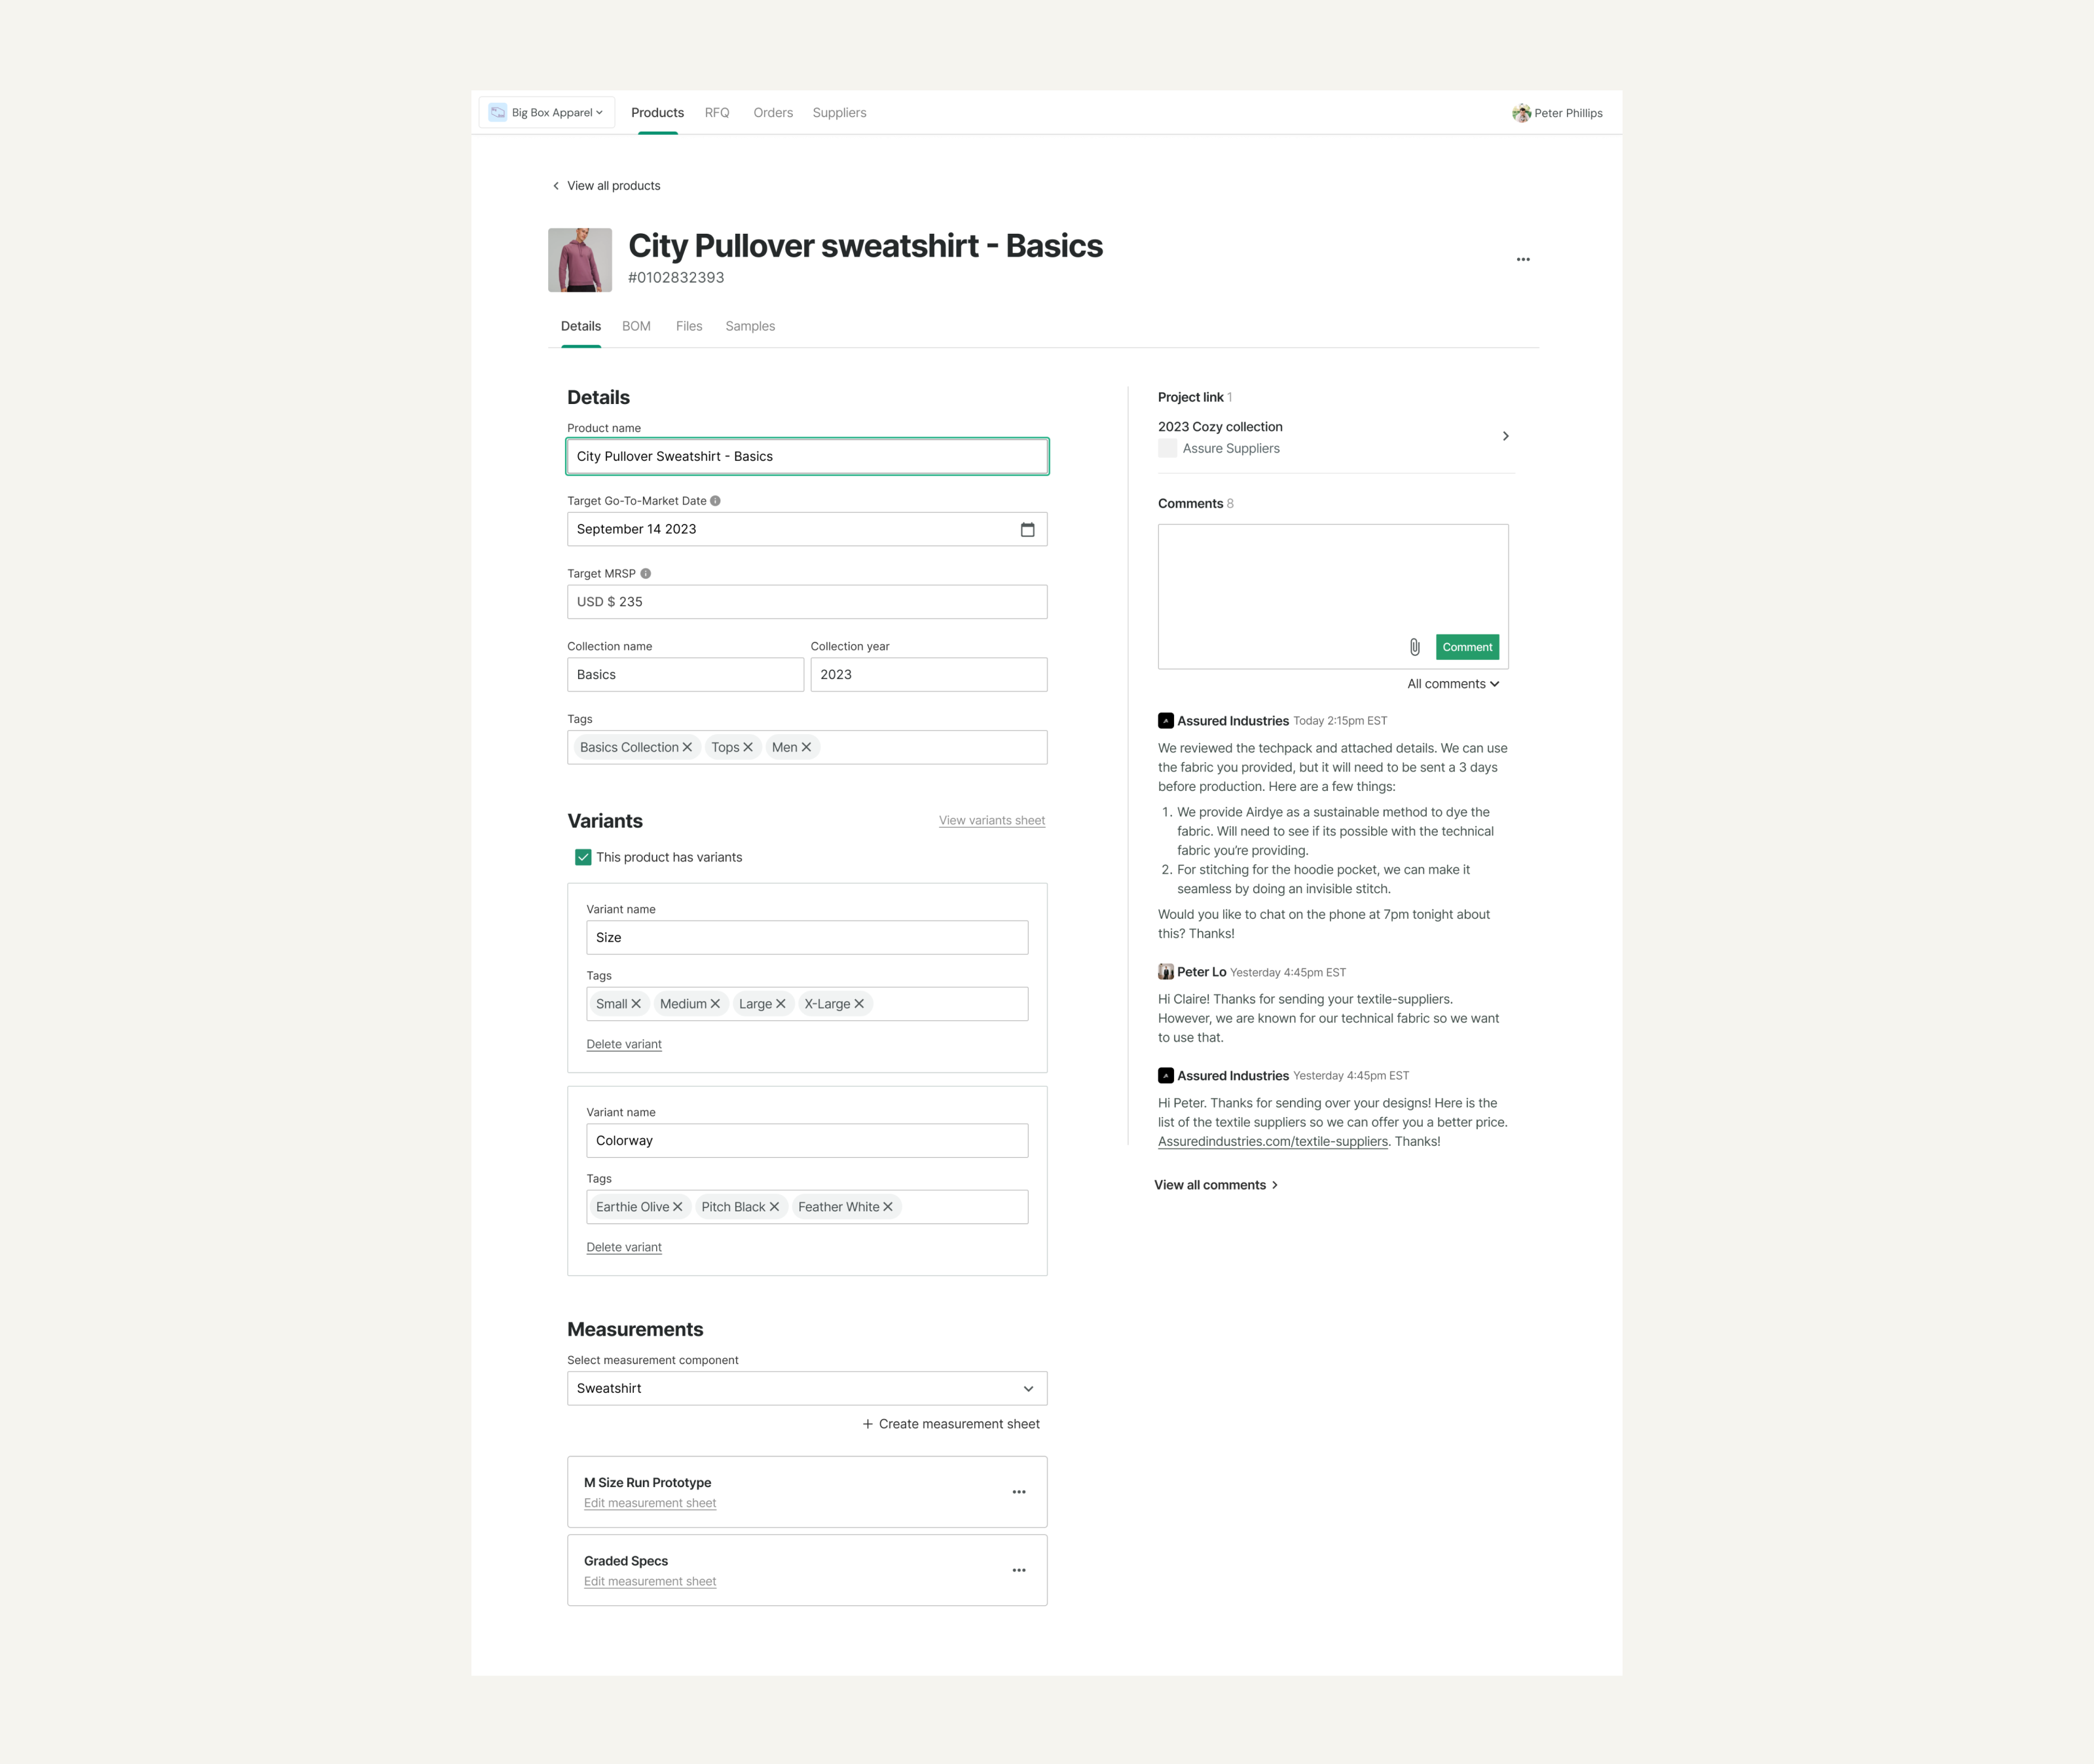 Big Box Apparel
Products
RFQ
Orders
Suppliers
Peter Phillips
View all products
City Pullover sweatshirt - Basics
#0102832393
Details
BOM
Files
Samples
Details
Product name
City Pullover Sweatshirt - Basics
Target Go-To-Market Date
September 14 2023
Target MRSP
USD $ 235
Collection name
Collection year
Basics
2023
Tags
Basics Collection
Tops
Men
Variants
View variants sheet
This product has variants
Variant name
Size
Tags
Small
Medium
Large
X-Large
Delete variant
Variant name
Colorway
Tags
Earthie Olive
Pitch Black
Feather White
Delete variant
Measurements
Select measurement component
Sweatshirt
+ Create measurement sheet
M Size Run Prototype
Edit measurement sheet
Graded Specs
Edit measurement sheet
Project link 1
2023 Cozy collection
Assure Suppliers
Comments 8
Comment
All comments
Assured Industries Today 2:15pm EST
We reviewed the techpack and attached details. We can use
the fabric you provided, but it will need to be sent a 3 days
before production. Here are a few things:
1. We provide Airdye as a sustainable method to dye the
fabric. Will need to see if its possible with the technical
fabric you're providing.
2. For stitching for the hoodie pocket, we can make it
seamless by doing an invisible stitch.
Would you like to chat on the phone at 7pm tonight about
this? Thanks!
Peter Lo Yesterday 4:45pm EST
Hi Claire! Thanks for sending your textile-suppliers.
However, we are known for our technical fabric so we want
to use that.
Assured Industries Yesterday 4:45pm EST
Hi Peter. Thanks for sending over your designs! Here is the
list of the textile suppliers so we can offer you a better price.
Assuredindustries.com/textile-suppliers. Thanks!
View all comments